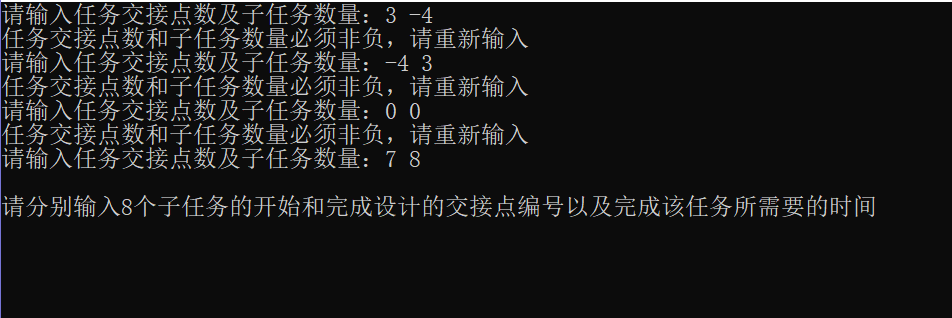 请输入任务交接点数及子任务数量：3 -4
任务交接点数和子任务数量必须非负，请重新输入
请输入任务交接点数及子任务数量：-4 3
任务交接点数和子任务数量必须非负，请重新输入
请输入任务交接点数及子任务数量：0 0
任务交接点数和子任务数量必须非负，请重新输入
请输入任务交接点数及子任务数量：7 8
请分别输入8个子任务的开始和完成设计的交接点编号以及完成该任务所需要的时间